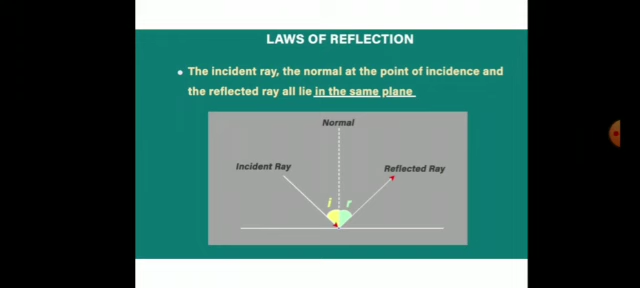 LAWS OF REFLECTION
• The incident ray, the normal at the point of incidence and
the reflected ray all lie in the same plane
Normal
Incident Ray
Reflected Ray
i r